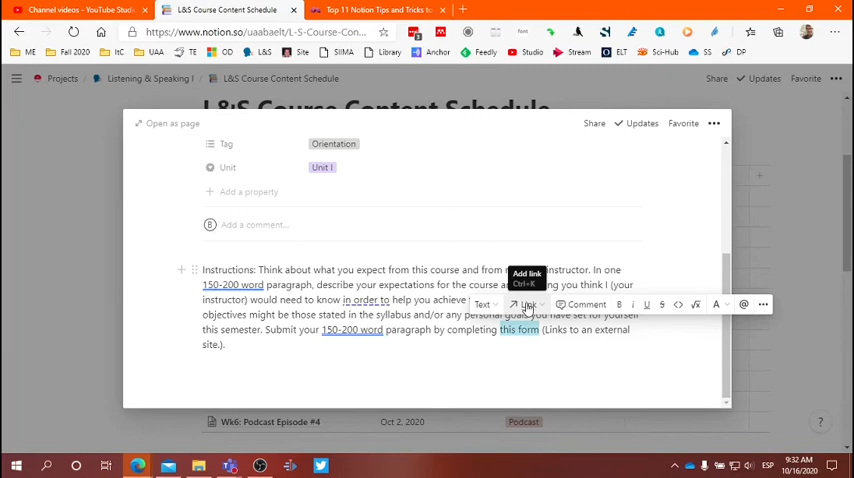 Channel videos - YouTube Studio
L&S Course Content Schedule
Top 11 Notion Tips and Tricks to
https://www.notion.so/uaabaelt/L-S-Course-Con...
ME
Fall 2020
ItC
UAA
TE
OD
L&S
Site
SIIMA
Library
Anchor
Feedly
Studio
Stream
ELT
Sci-Hub
SS
DP
Projects / Listening & Speaking I / L&S Course Content Schedule
Share
Updates
Favorite
L&S Course Content Schedule
Open as page
Share
Updates
Favorite
Tag
Orientation
Unit
Unit I
Add a property
B
Add a comment...
Instructions: Think about what you expect from this course and from instructor. In one
150-200 word paragraph, describe your expectations for the course you think I (your
instructor) would need to know in order to help you achieve
objectives might be those stated in the syllabus and/or any personal goals you have set for yourself
this semester. Submit your 150-200 word paragraph by completing this form (Links to an external
site.).
Add link
Ctrl+K
Text
Link
Comment
B
i
U
S
<>
√x
A
@
Wk6: Podcast Episode #4
Oct 2, 2020
Podcast
?
ESP
9:32 AM
10/16/2020